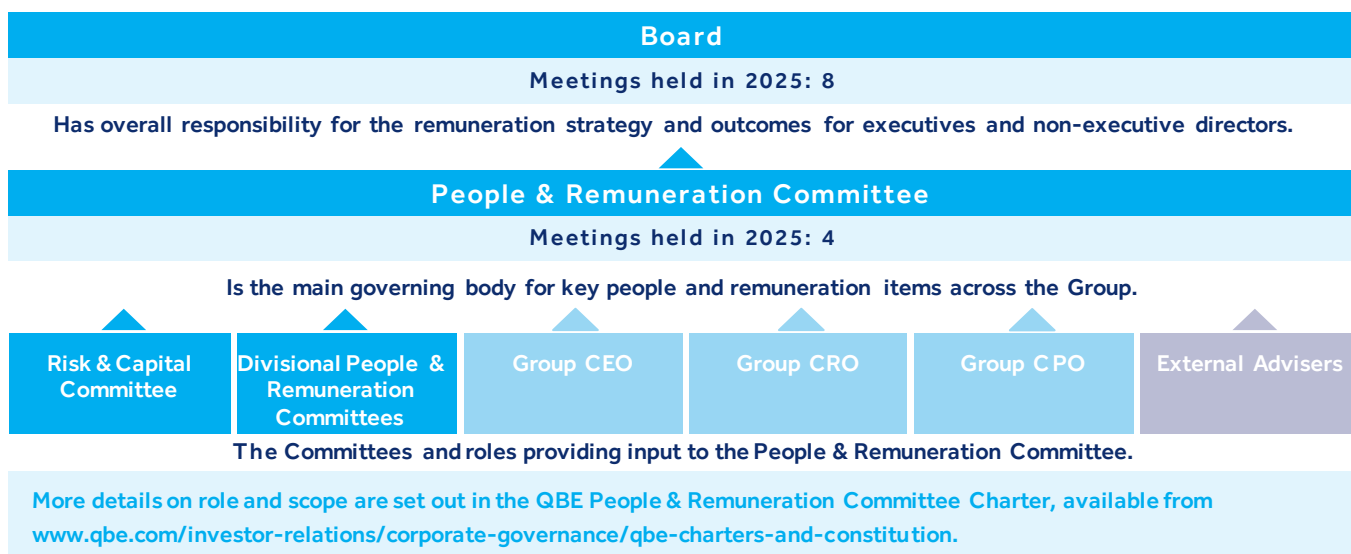 Board
Meetings held in 2025: 8
Has overall responsibility for the remuneration strategy and outcomes for executives and non-executive directors.
People & Remuneration Committee
Meetings held in 2025: 4
Is the main governing body for key people and remuneration items across the Group.
Risk & Capital
Committee
Divisional People &
Remuneration
Committees
Group CEO
Group CRO
Group CPO
External Advisers
The Committees and roles providing input to the People & Remuneration Committee.
More details on role and scope are set out in the QBE People & Remuneration Committee Charter, available from
www.qbe.com/investor-relations/corporate-governance/qbe-charters-and-constitution.